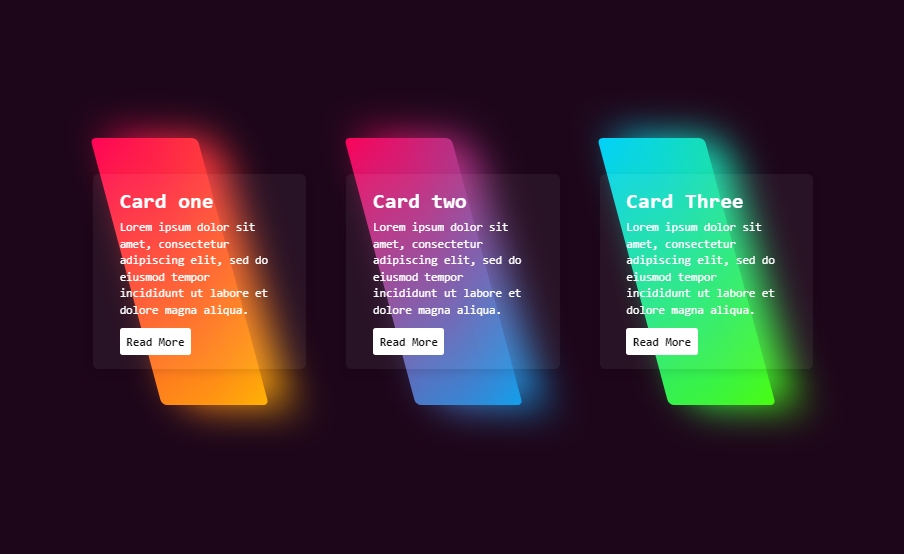 Card one
Lorem ipsum dolor sit
amet, consectetur
adipiscing elit, sed do
eiusmod tempor
incididunt ut labore et
dolore magna aliqua.
Read More
Card two
Lorem ipsum dolor sit
amet, consectetur
adipiscing elit, sed do
eiusmod tempor
incididunt ut labore et
dolore magna aliqua.
Read More
Card Three
Lorem ipsum dolor sit
amet, consectetur
adipiscing elit, sed do
eiusmod tempor
incididunt ut labore et
dolore magna aliqua.
Read More